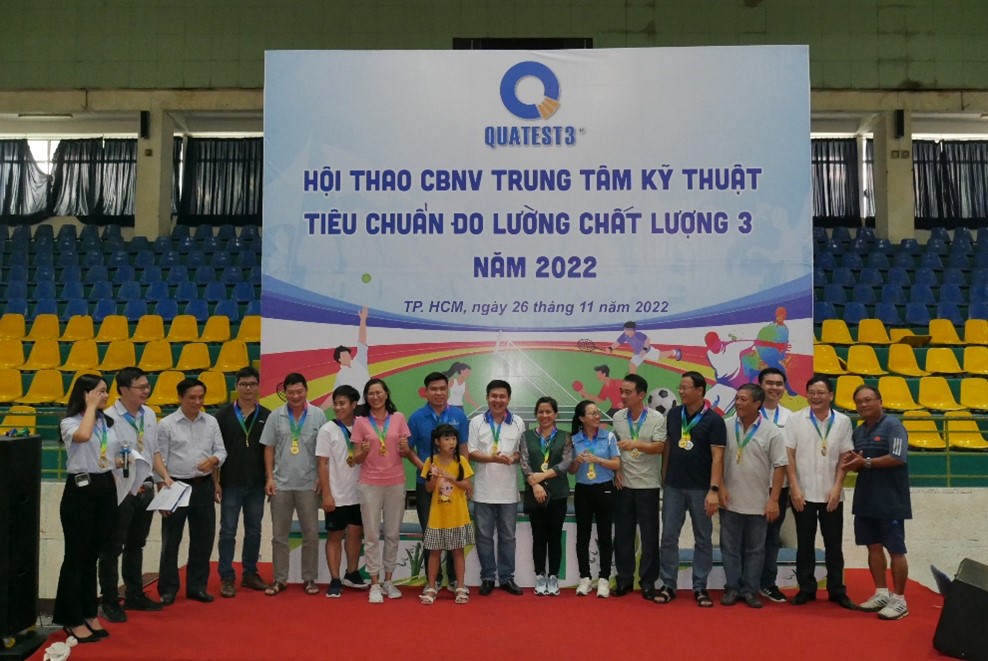 QUATEST3
HỘI THAO CBNV TRUNG TÂM KỸ THUẬT
TIÊU CHUẨN ĐO LƯỜNG CHẤT LƯỢNG 3
NĂM 2022
TP. HCM, ngày 26 tháng 11 năm 2022